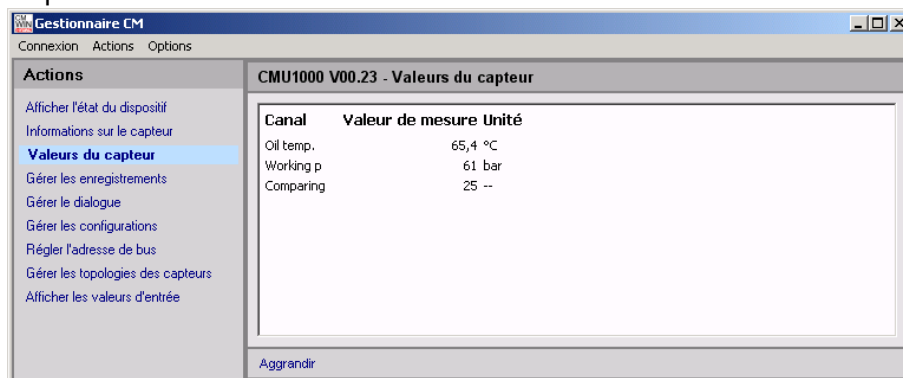 CM WIN Gestionnaire CM
Connexion Actions Options
Actions
Afficher l'état du dispositif
Informations sur le capteur
Valeurs du capteur
Gérer les enregistrements
Gérer le dialogue
Gérer les configurations
Régler l'adresse de bus
Gérer les topologies des capteurs
Afficher les valeurs d'entrée
CMU1000 V00.23 - Valeurs du capteur
Canal Valeur de mesure Unité
Oil temp. 65,4 °C
Working p 61 bar
Comparing 25 --
Aggrandir